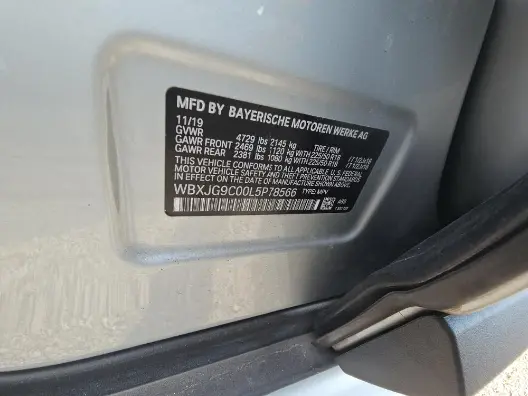 MFD BY BAYERISCHE MOTOREN WERKE AG
11/19
GVWR 4729 lbs 2145 kg TIRE / RIM
GAWR FRONT 2469 lbs 1120 kg WITH 225/50 R18
GAWR REAR 2381 lbs 1080 kg WITH 225/50 R18
THIS VEHICLE CONFORMS TO ALL APPLICABLE U.S. FEDERAL
MOTOR VEHICLE SAFETY AND THEFT PREVENTION STANDARDS
IN EFFECT ON THE DATE OF MANUFACTURE SHOWN ABOVE.
WBXJG9C00L5P78566
TYPE: MPV